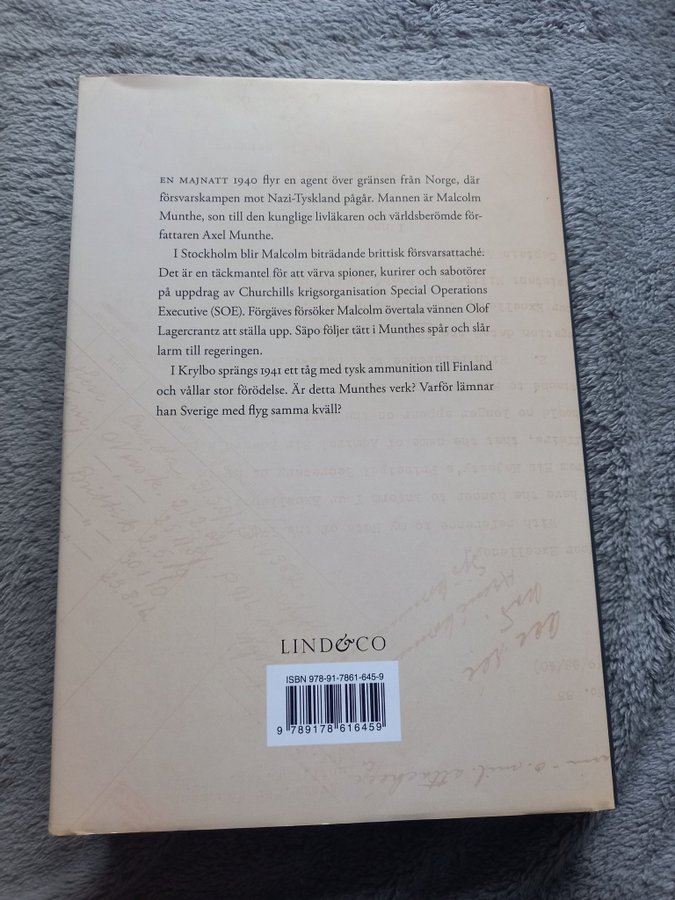 EN MAJNATT 1940 flyr en agent över gränsen från Norge, där
försvarskampen mot Nazi-Tyskland pågår. Mannen är Malcolm
Munthe, son till den kunglige livläkaren och världsberömde för-
fattaren Axel Munthe.
I Stockholm blir Malcolm biträdande brittisk försvarsattaché.
Det är en täckmantel för att värva spioner, kurirer och sabotörer
på uppdrag av Churchills krigsorganisation Special Operations
Executive (SOE). Förgäves försöker Malcolm övertala vännen Olof
Lagercrantz att ställa upp. Säpo följer tätt i Munthes spår och slår
larm till regeringen.
I Krylbo sprängs 1941 ett tåg med tysk ammunition till Finland
och vållar stor förödelse. Är detta Munthes verk? Varför lämnar
han Sverige med flyg samma kväll?
LIND&CO
ISBN 978-91-7861-645-9
9 789178 616459